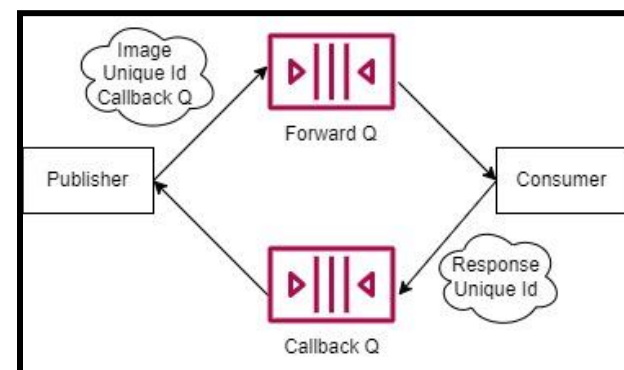 Image
Unique Id
Callback Q
Forward Q
Publisher
Consumer
Response
Unique Id
Callback Q